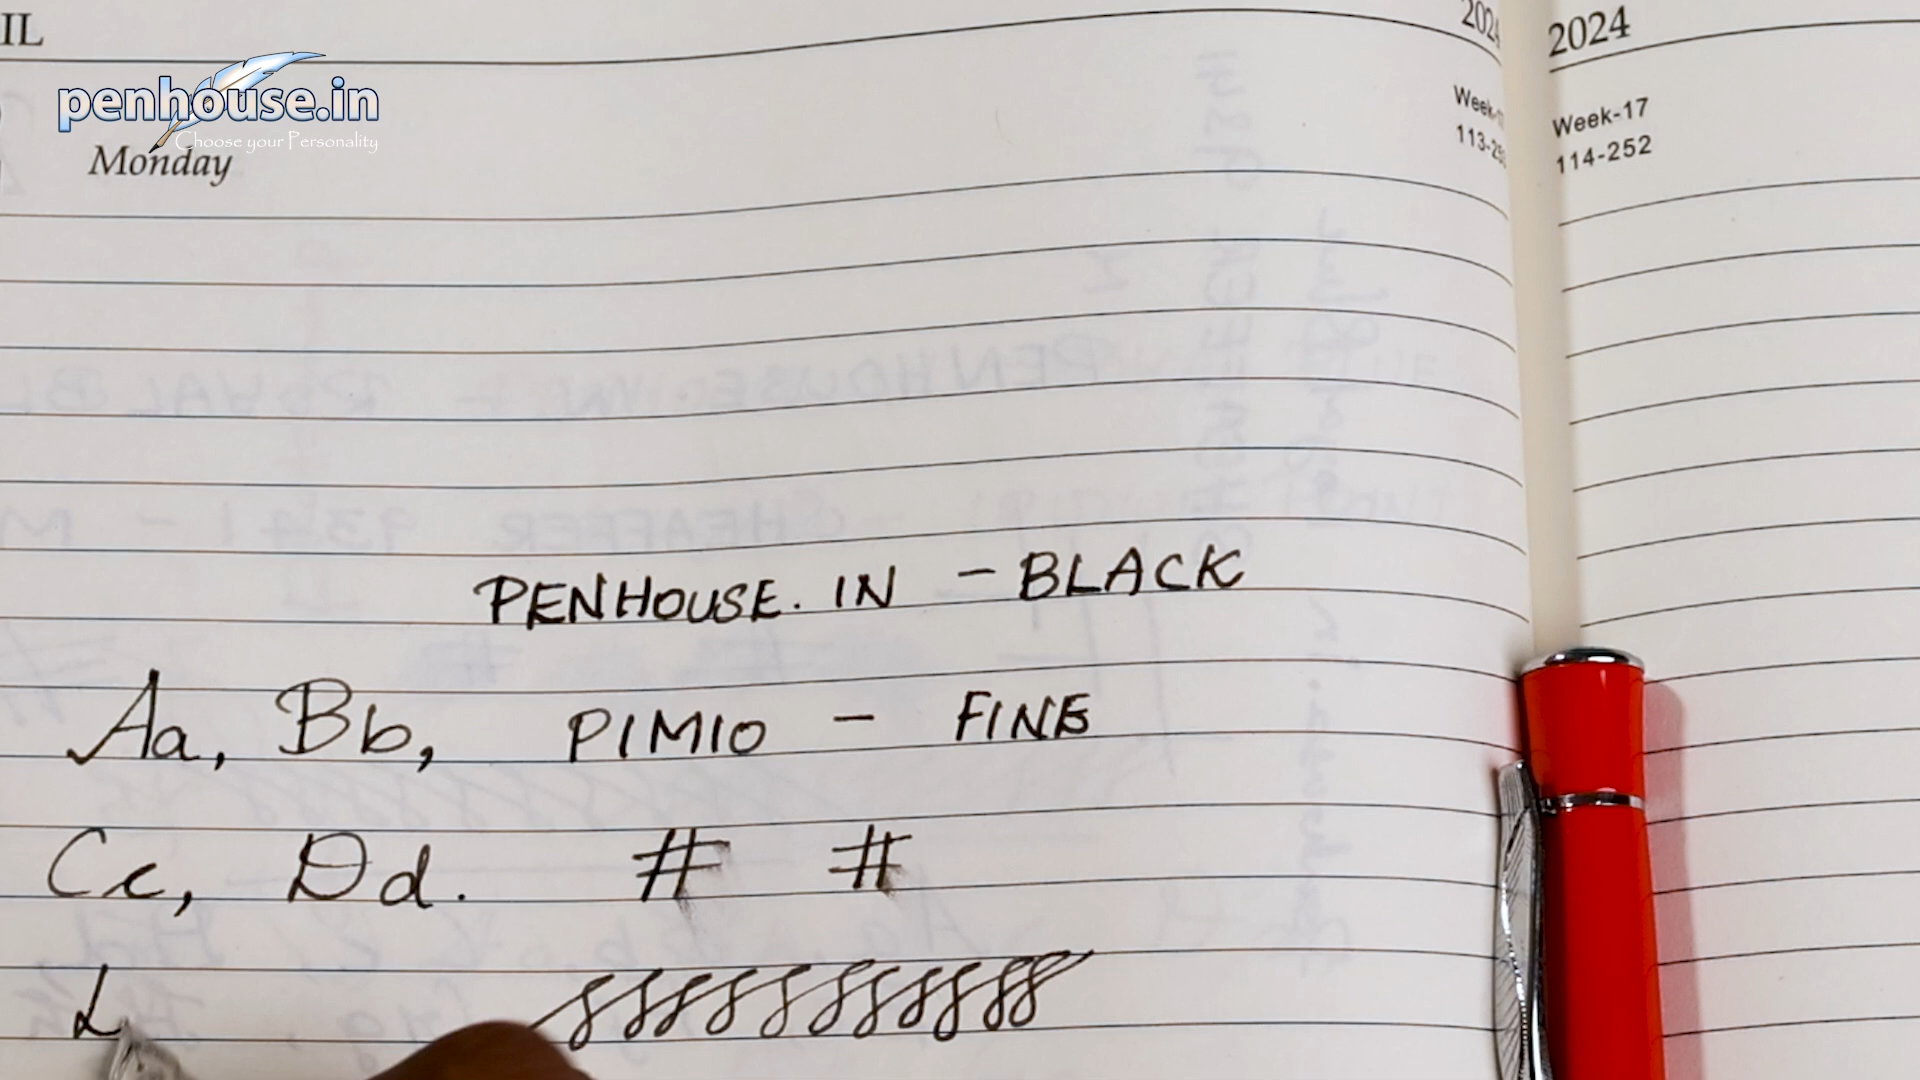 IL
2024
2024
penhouse.in
Choose your Personality
Monday
Week-17
114-252
PENHOUSE.IN - BLACK
Aa, Bb, PIMIO - FINE
Cc, Dd. # #
L